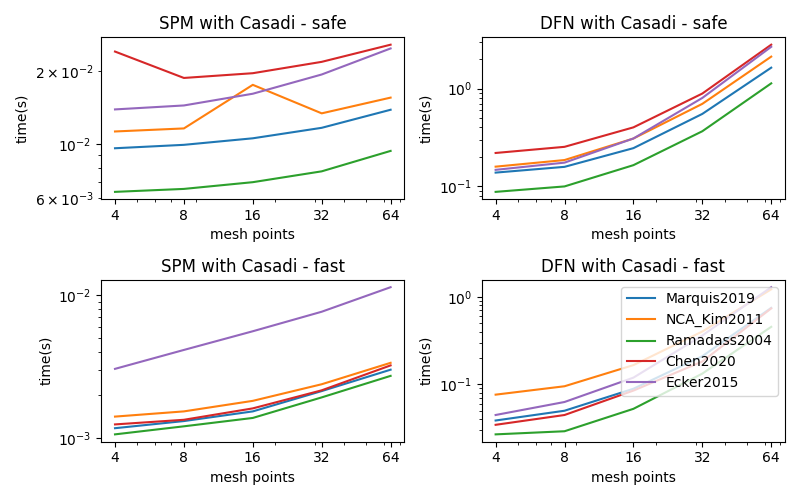 SPM with Casadi - safe
time(s)
2 × 10⁻²
10⁻²
6 × 10⁻³
4 8 16 32 64
mesh points
DFN with Casadi - safe
time(s)
10⁰
10⁻¹
4 8 16 32 64
mesh points
SPM with Casadi - fast
time(s)
10⁻²
10⁻³
4 8 16 32 64
mesh points
DFN with Casadi - fast
time(s)
10⁰
10⁻¹
Marquis2019
NCA_Kim2011
Ramadass2004
Chen2020
Ecker2015
4 8 16 32 64
mesh points